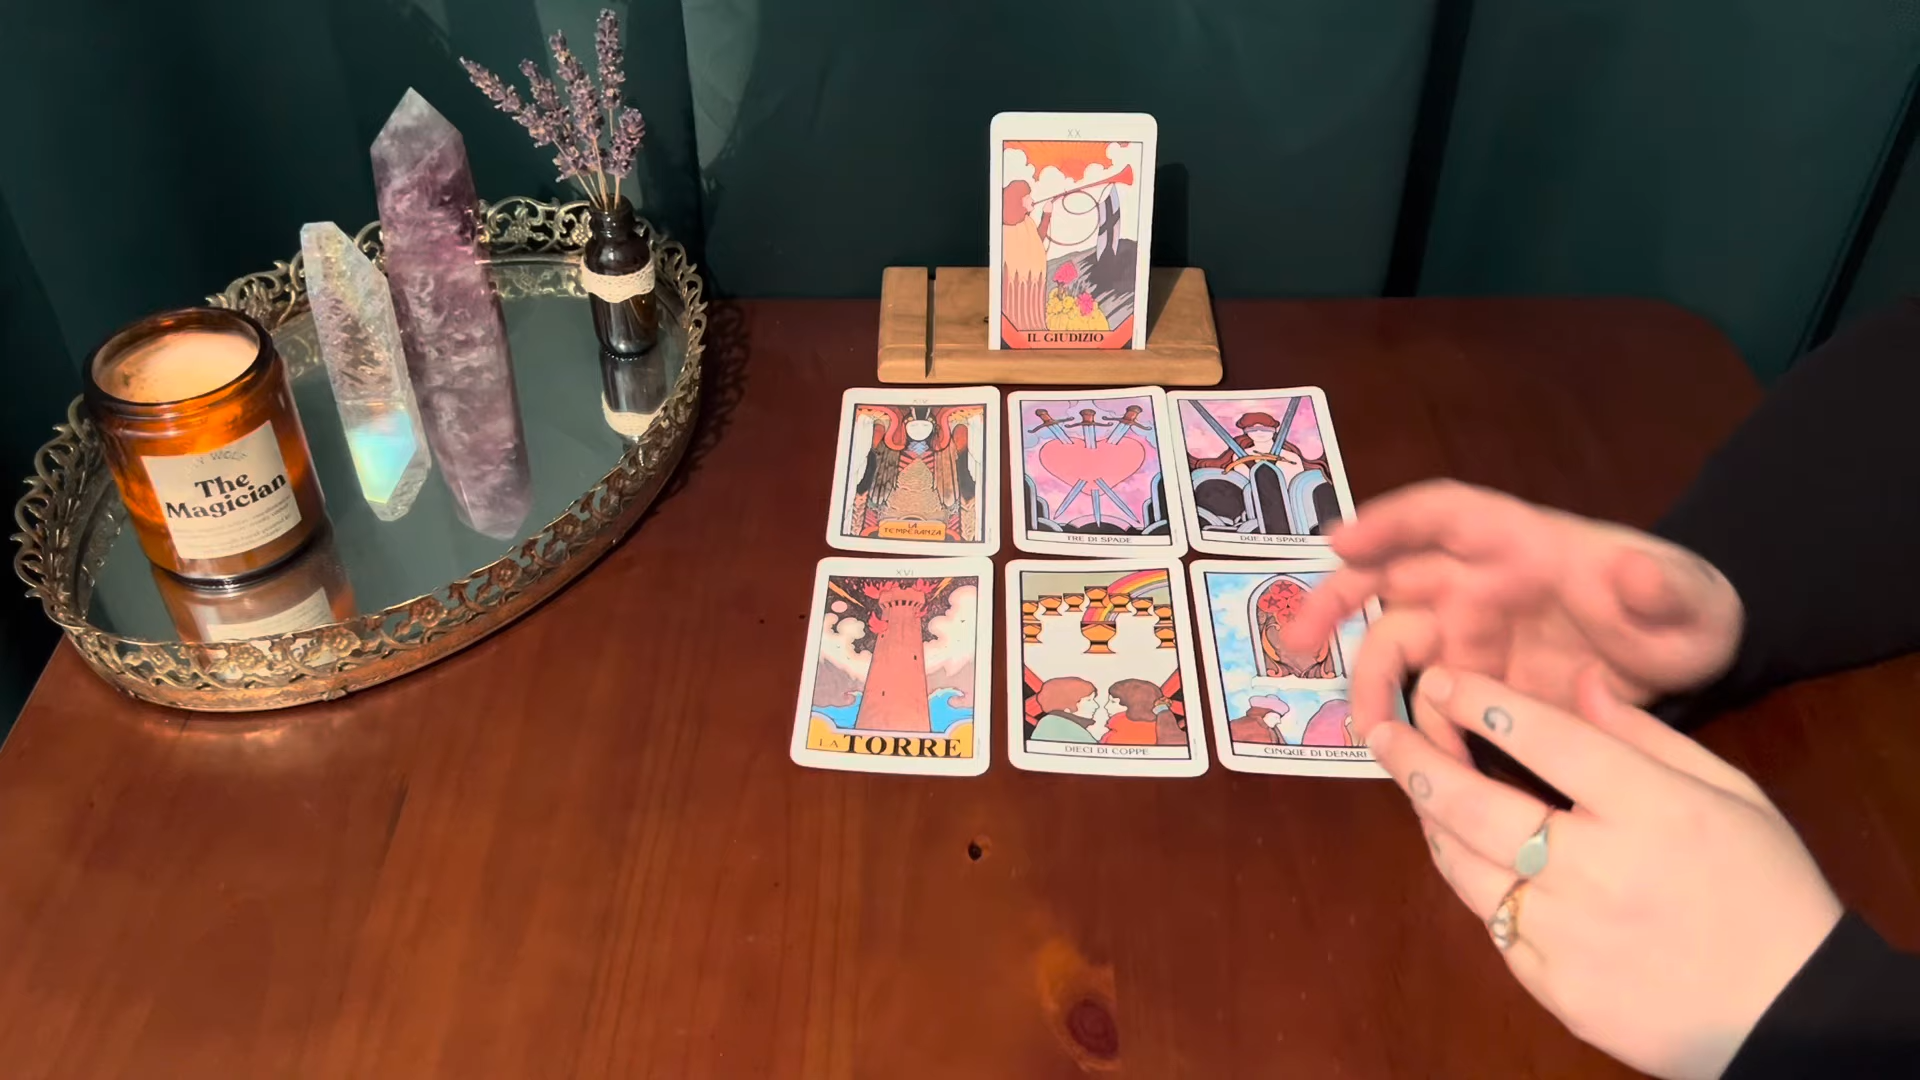 XX
IL GIUDIZIO
XIV
LA
TEMPERANZA
TRE DI SPADE
DUE DI SPADE
XVI
LA TORRE
DIECI DI COPPE
CINQUE DI DENARI
The
Magician